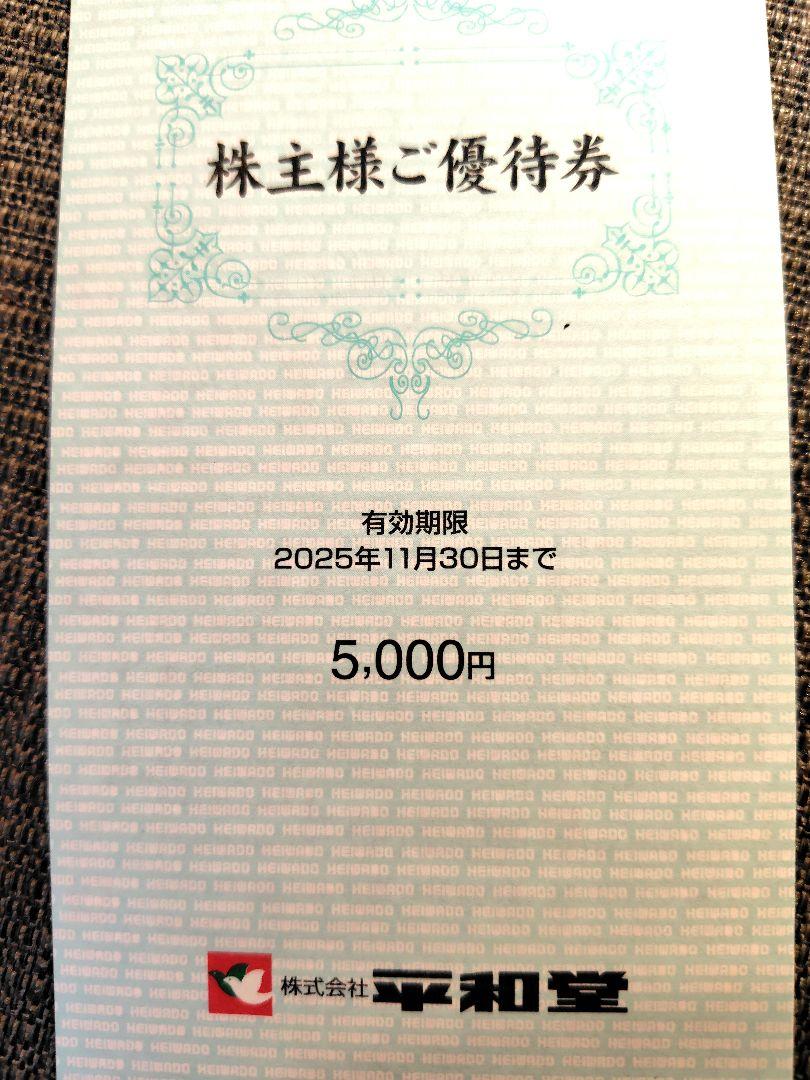 株主様ご優待券
有効期限
2025年11月30日まで
5,000円
株式会社 平和堂